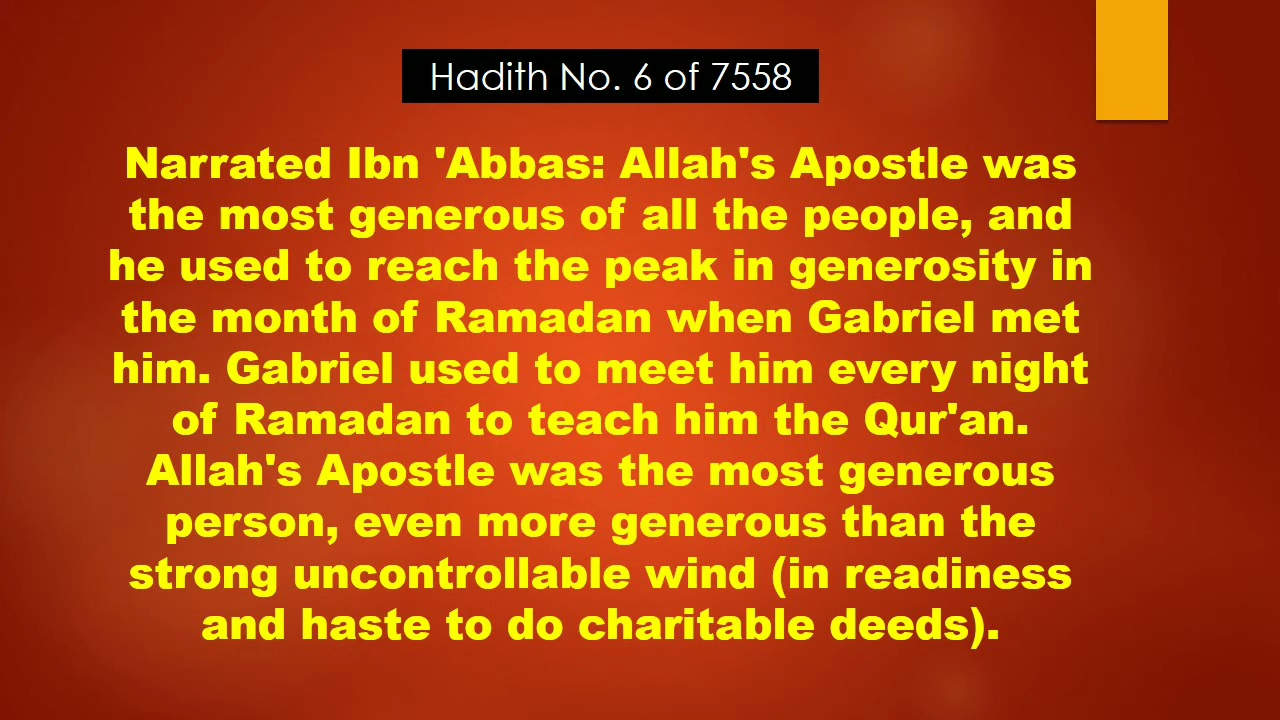 Hadith No. 6 of 7558
Narrated Ibn 'Abbas: Allah's Apostle was
the most generous of all the people, and
he used to reach the peak in generosity in
the month of Ramadan when Gabriel met
him. Gabriel used to meet him every night
of Ramadan to teach him the Qur'an.
Allah's Apostle was the most generous
person, even more generous than the
strong uncontrollable wind (in readiness
and haste to do charitable deeds).